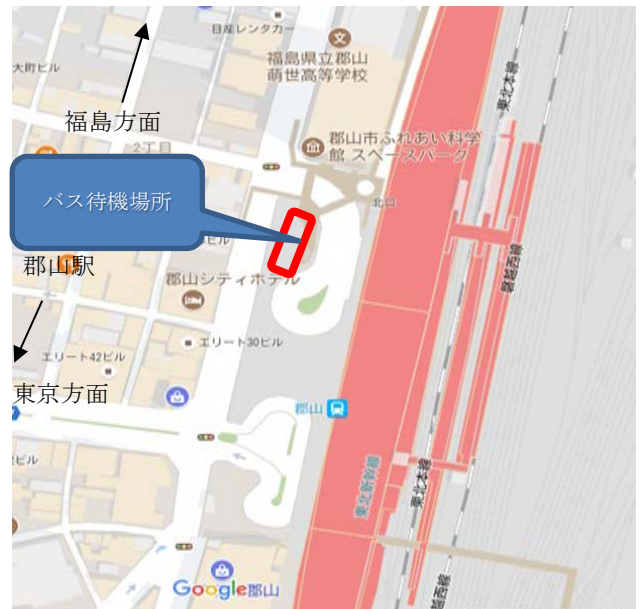 日産レンタカー
福島県立郡山
萌世高等学校
大町ビル
福島方面
2丁目
郡山市ふれあい科学
館 スペースパーク
東北本線
バス待機場所
北口
ビル
磐越西線
郡山駅
郡山シティホテル
エリート30ビル
エリート42ビル
東京方面
郡山
ビル
東北新幹線
東北本線
Google郡山
越西線